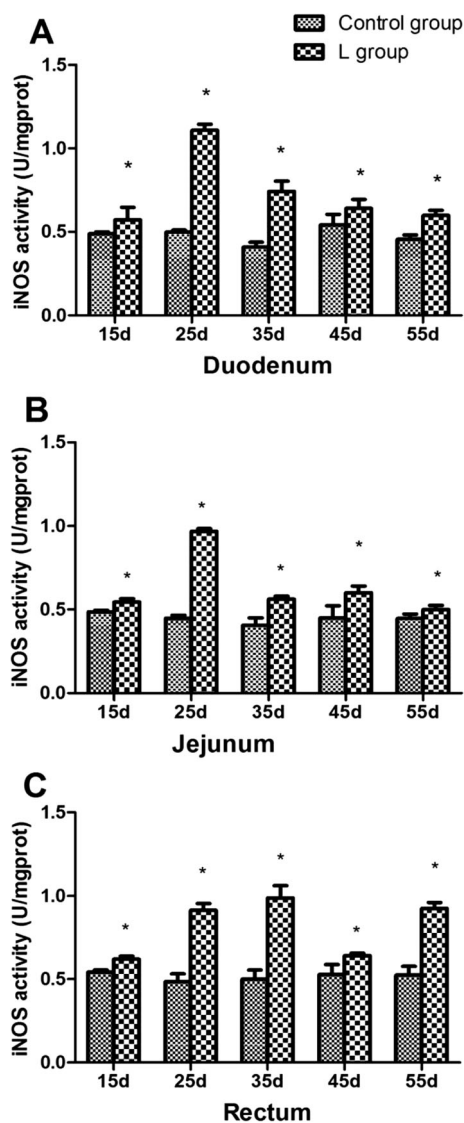 Control group
L group
A
iNOS activity (U/mgprot)
1.5
1.0
0.5
0.0
*
*
*
*
*
15d
25d
35d
45d
55d
Duodenum
B
iNOS activity (U/mgprot)
1.5
1.0
0.5
0.0
*
*
*
*
*
15d
25d
35d
45d
55d
Jejunum
C
iNOS activity (U/mgprot)
1.5
1.0
0.5
0.0
*
*
*
*
*
15d
25d
35d
45d
55d
Rectum